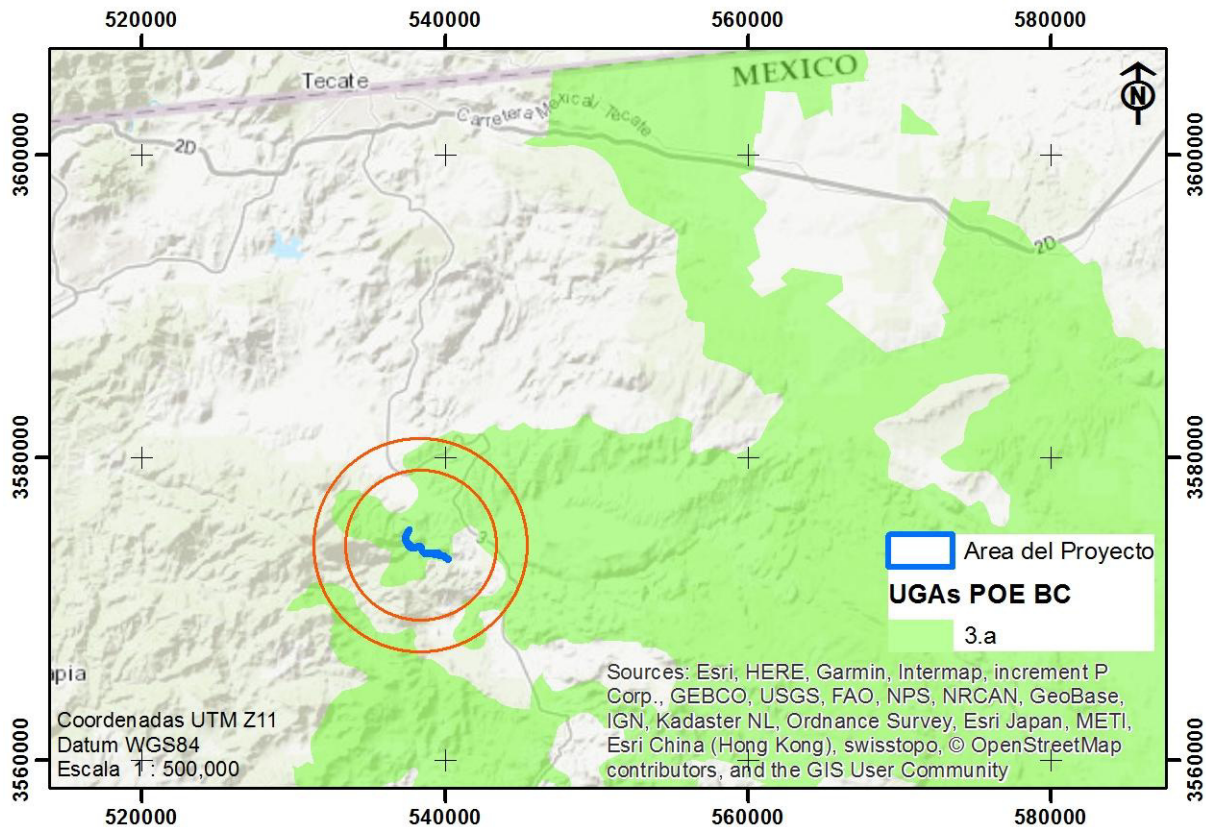 520000
540000
560000
580000
Tecate
MEXICO
N
Carretera Mexicali Tecate
2D
3600000
3600000
2D
3580000
3580000
3
Area del Proyecto
UGAs POE BC
3.a
Sources: Esri, HERE, Garmin, Intermap, increment P
Corp., GEBCO, USGS, FAO, NPS, NRCAN, GeoBase,
IGN, Kadaster NL, Ordnance Survey, Esri Japan, METI,
Esri China (Hong Kong), swisstopo, © OpenStreetMap
contributors, and the GIS User Community
pia
Coordenadas UTM Z11
Datum WGS84
Escala 1 : 500,000
3560000
3560000
520000
540000
560000
580000